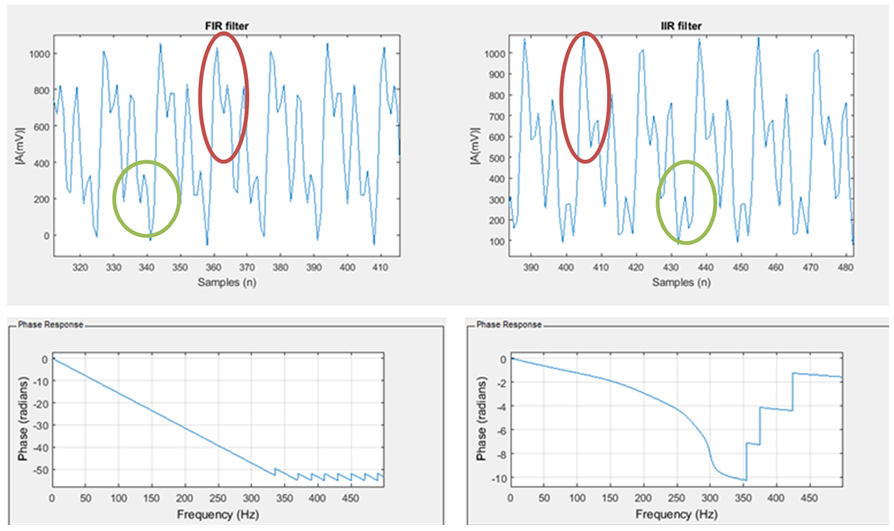 FIR filter
1000
800
600
400
200
0
|A(mV)|
320 330 340 350 360 370 380 390 400 410
Samples (n)
IIR filter
1000
900
800
700
600
500
400
300
200
100
|A(mV)|
390 400 410 420 430 440 450 460 470 480
Samples (n)
Phase Response
0
-10
-20
-30
-40
-50
Phase (radians)
0 50 100 150 200 250 300 350 400 450
Frequency (Hz)
Phase Response
0
-2
-4
-6
-8
-10
Phase (radians)
0 50 100 150 200 250 300 350 400 450
Frequency (Hz)